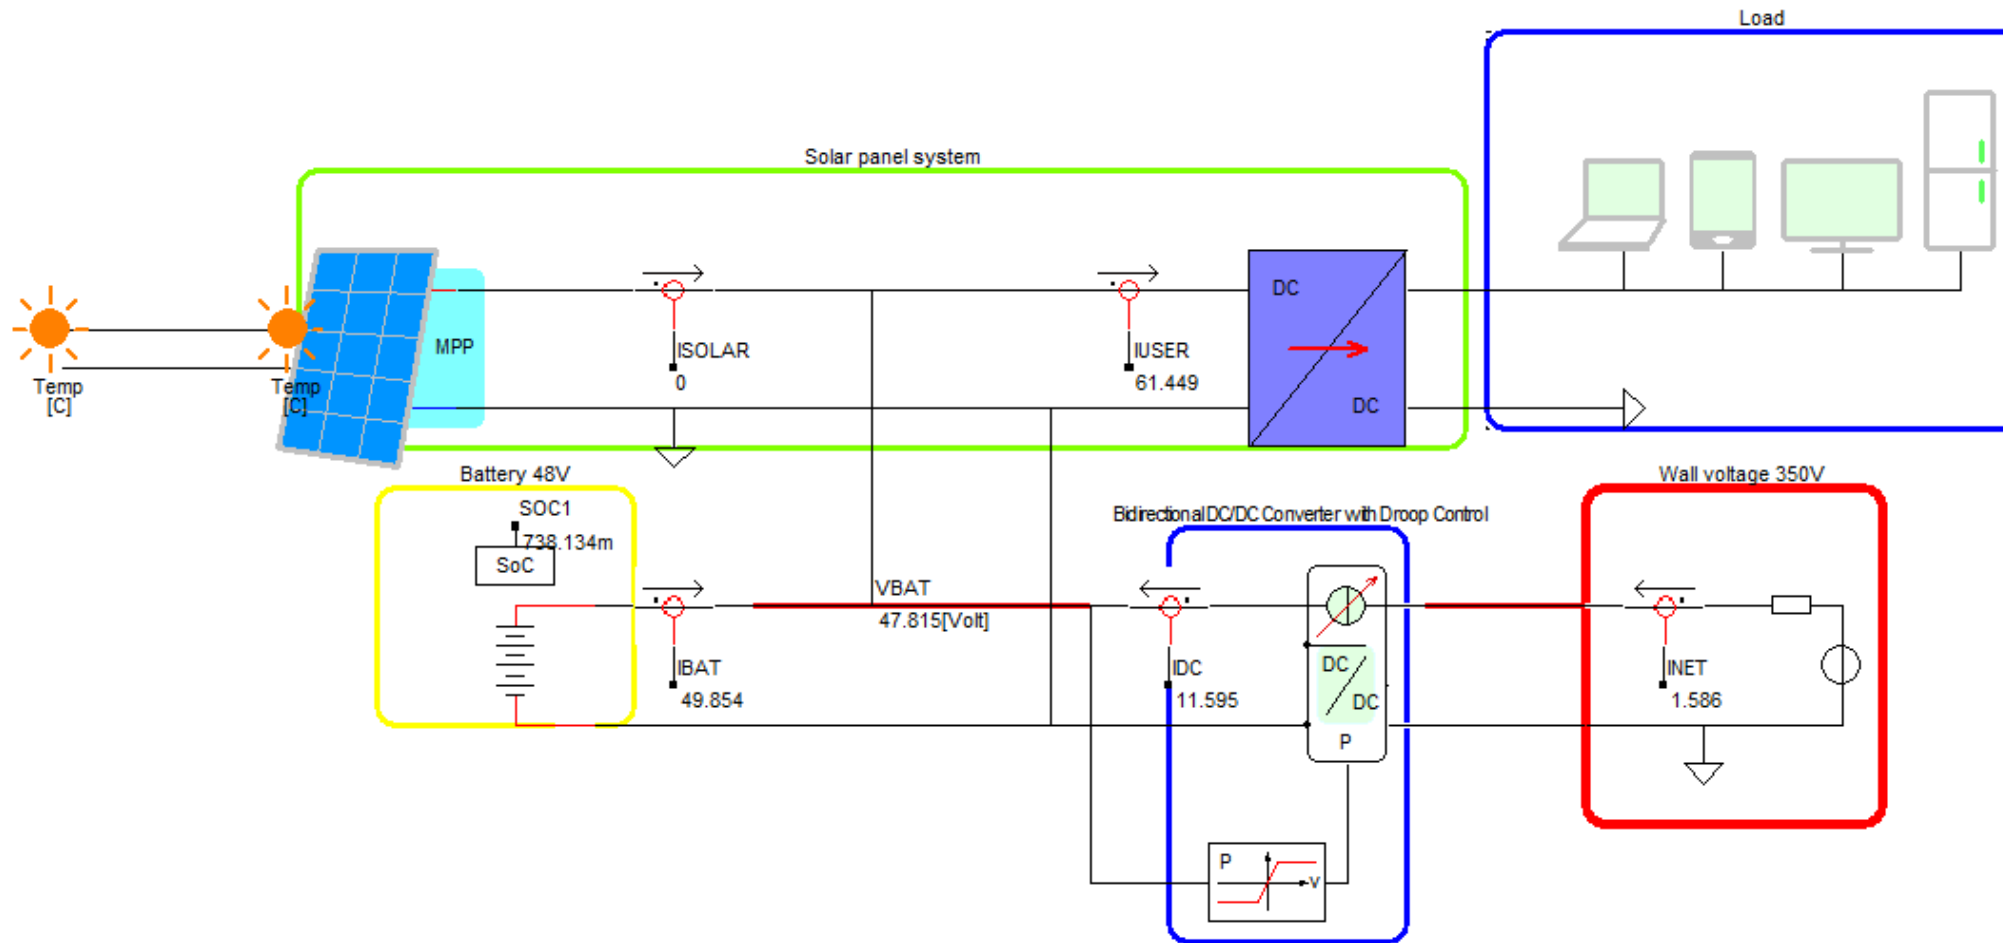 Load
Solar panel system
DC
MPP
ISOLAR
0
IUSER
61.449
DC
Temp
[C]
Temp
[C]
Battery 48V
SOC1
738.134m
SoC
Wall voltage 350V
Bidirectional DC/DC Converter with Droop Control
VBAT
47.815[Volt]
IBAT
49.854
IDC
11.595
DC
DC
P
INET
1.586
P
V